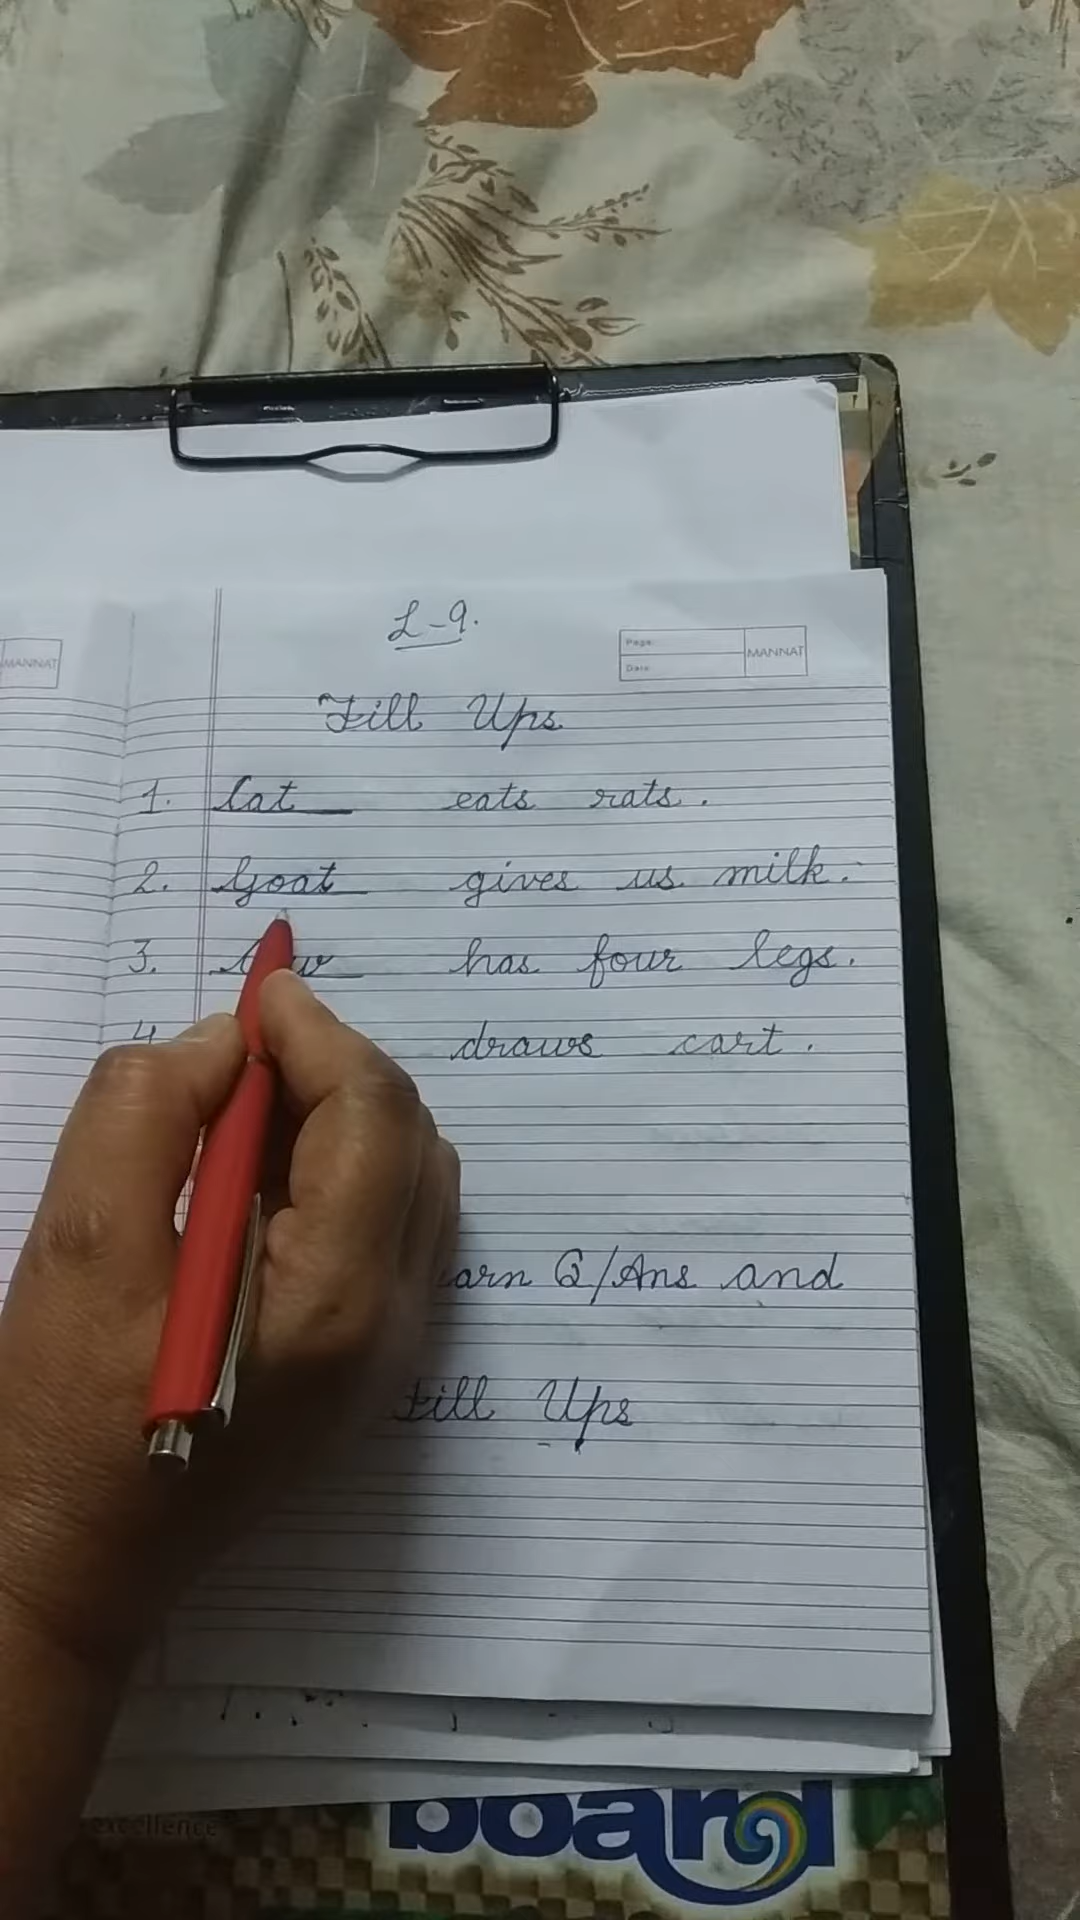 L-9.
Page:
MANNAT
Date
MANNAT
Fill Ups
1. Cat eats rats.
2. Goat gives us milk.
3. has four legs.
4. draws cart.
Q/Ans and
Fill Ups
excellence
board